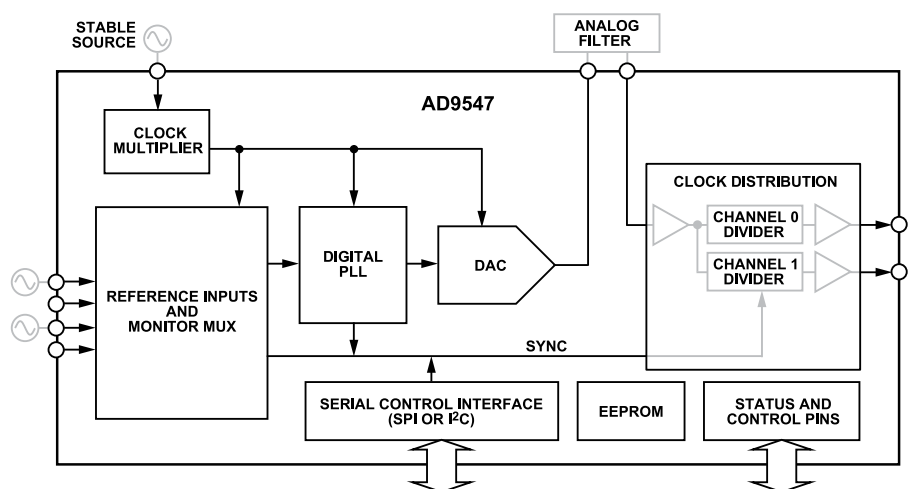 STABLE
SOURCE
ANALOG
FILTER
AD9547
CLOCK
MULTIPLIER
CLOCK DISTRIBUTION
CHANNEL 0
DIVIDER
CHANNEL 1
DIVIDER
DIGITAL
PLL
DAC
REFERENCE INPUTS
AND
MONITOR MUX
SYNC
SERIAL CONTROL INTERFACE
(SPI OR I²C)
EEPROM
STATUS AND
CONTROL PINS